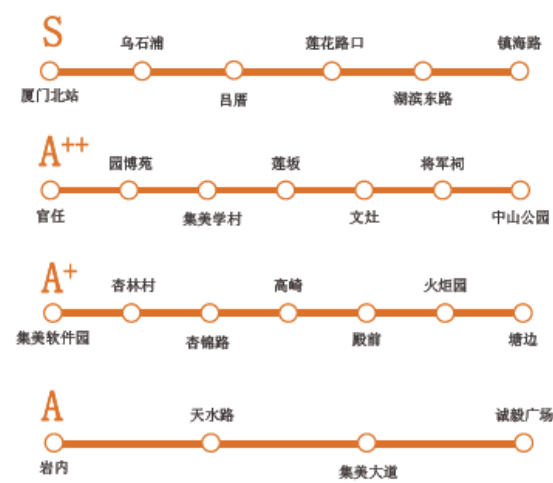 S
乌石浦
莲花路口
镇海路
厦门北站
吕厝
湖滨东路
A++
园博苑
莲坂
将军祠
官任
集美学村
文灶
中山公园
A+
杏林村
高崎
火炬园
集美软件园
杏锦路
殿前
塘边
A
天水路
诚毅广场
岩内
集美大道